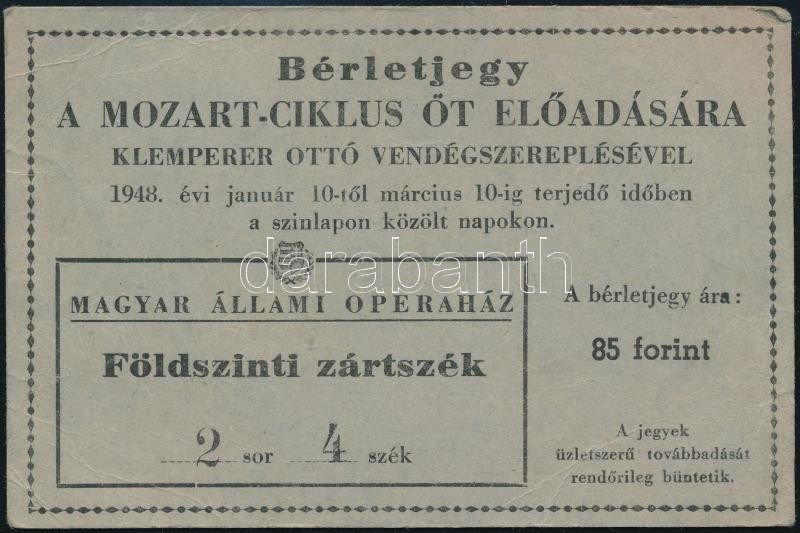 Bérletjegy
A MOZART-CIKLUS ÖT ELŐADÁSÁRA
KLEMPERER OTTÓ VENDÉGSZEREPLÉSÉVEL
1948. évi január 10-től március 10-ig terjedő időben
a szinlapon közölt napokon.
darabanth
MAGYAR ÁLLAMI OPERAHÁZ
Földszinti zártszék
2 sor 4 szék
A bérletjegy ára:
85 forint
A jegyek
üzletszerű továbbadását
rendőrileg büntetik.